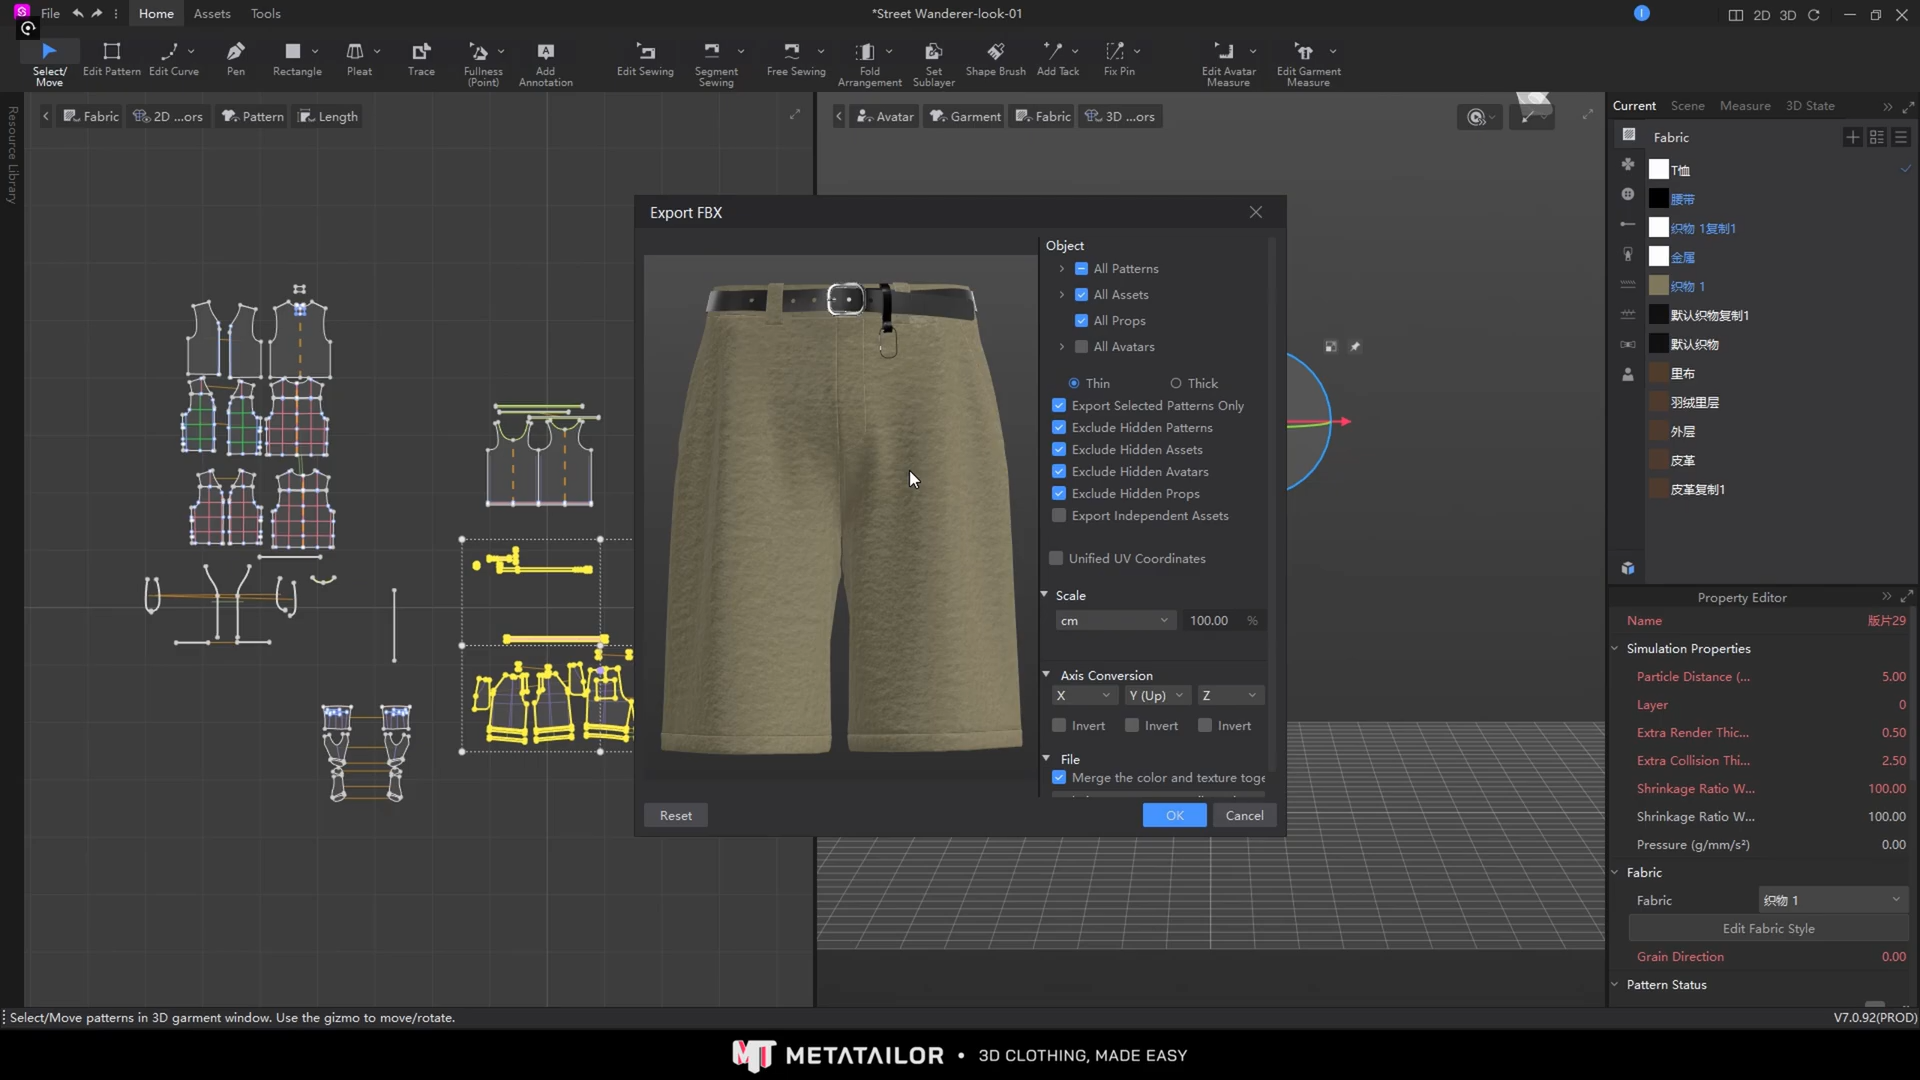 File
Home
Assets
Tools
*Street Wanderer-look-01
2D
3D
Select/
Move
Edit Pattern
Edit Curve
Pen
Rectangle
Pleat
Trace
Fullness
(Point)
Add
Annotation
Edit Sewing
Segment
Sewing
Free Sewing
Fold
Arrangement
Set
Sublayer
Shape Brush
Add Tack
Fix Pin
Edit Avatar
Measure
Edit Garment
Measure
Resource Library
Fabric
2D ...ors
Pattern
Length
Avatar
Garment
Fabric
3D ...ors
Current
Scene
Measure
3D State
Fabric
T恤
腰带
织物 1复制1
金属
织物 1
默认织物复制1
默认织物
里布
羽绒里层
外层
皮革
皮革复制1
Export FBX
Object
All Patterns
All Assets
All Props
All Avatars
Thin
Thick
Export Selected Patterns Only
Exclude Hidden Patterns
Exclude Hidden Assets
Exclude Hidden Avatars
Exclude Hidden Props
Export Independent Assets
Unified UV Coordinates
Scale
cm
100.00
%
Axis Conversion
X
Y (Up)
Z
Invert
Invert
Invert
File
Merge the color and texture toge
Reset
OK
Cancel
Property Editor
Name
版片29
Simulation Properties
Particle Distance (...
5.00
Layer
0
Extra Render Thic...
0.50
Extra Collision Thi...
2.50
Shrinkage Ratio W...
100.00
Shrinkage Ratio W...
100.00
Pressure (g/mm/s²)
0.00
Fabric
Fabric
织物 1
Edit Fabric Style
Grain Direction
0.00
Pattern Status
Select/Move patterns in 3D garment window. Use the gizmo to move/rotate.
V7.0.92(PROD)
METATAILOR • 3D CLOTHING, MADE EASY